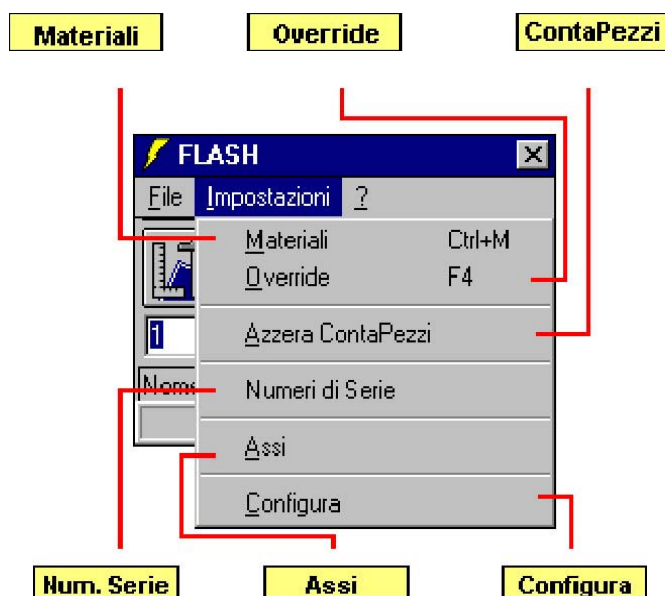 Materiali Override ContaPezzi
FLASH
File Impostazioni ?
Materiali Ctrl+M
Override F4
1
Azzera ContaPezzi
Nome
Numeri di Serie
Assi
Configura
Num. Serie Assi Configura